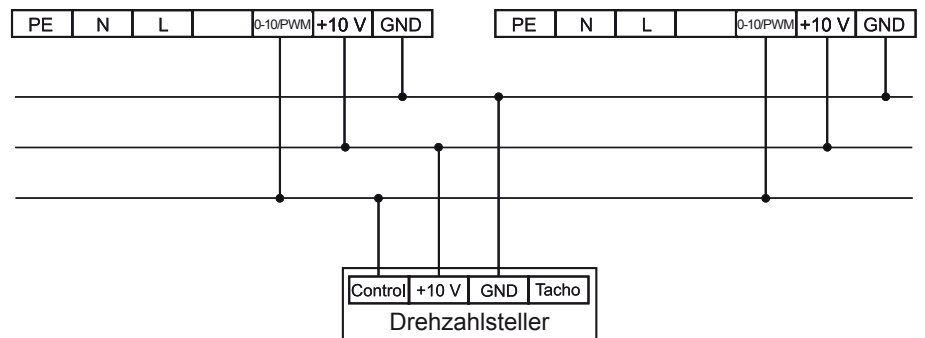 PE N L 0-10/PWM +10 V GND PE N L 0-10/PWM +10 V GND
Control +10 V GND Tacho
Drehzahlsteller